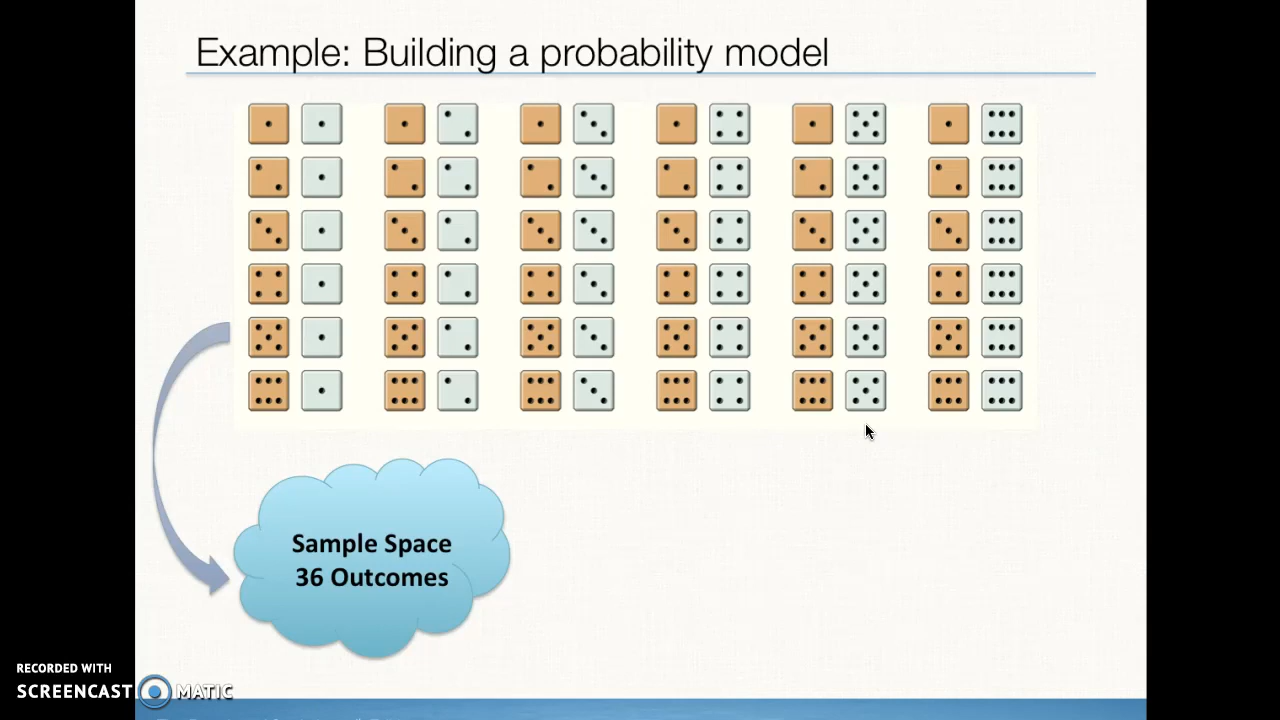 Example: Building a probability model
Sample Space
36 Outcomes
RECORDED WITH
SCREENCAST MATIC